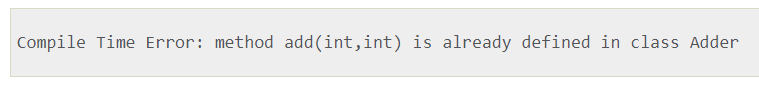 Compile Time Error: method add(int,int) is already defined in class Adder